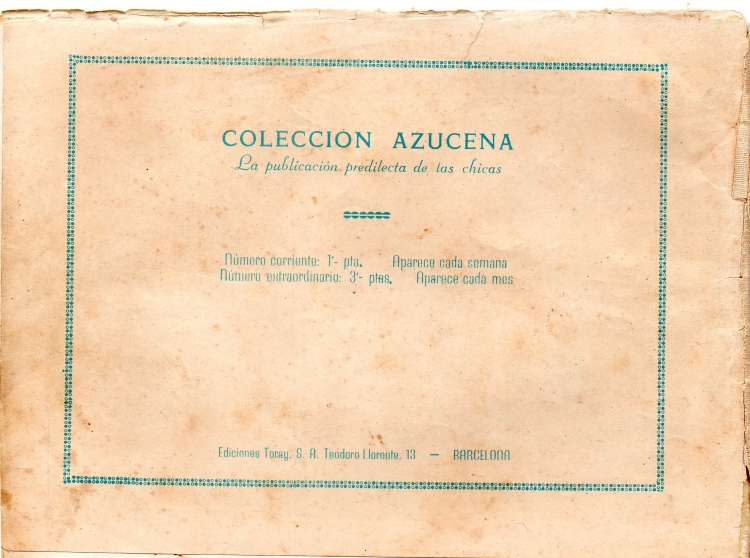 COLECCIÓN AZUCENA
La publicación predilecta de las chicas
Número corriente: 1'- pta. Aparece cada semana
Número extraordinario: 3'- ptas. Aparece cada mes
Ediciones Toray, S. A. Teodoro Llorente, 13 — BARCELONA